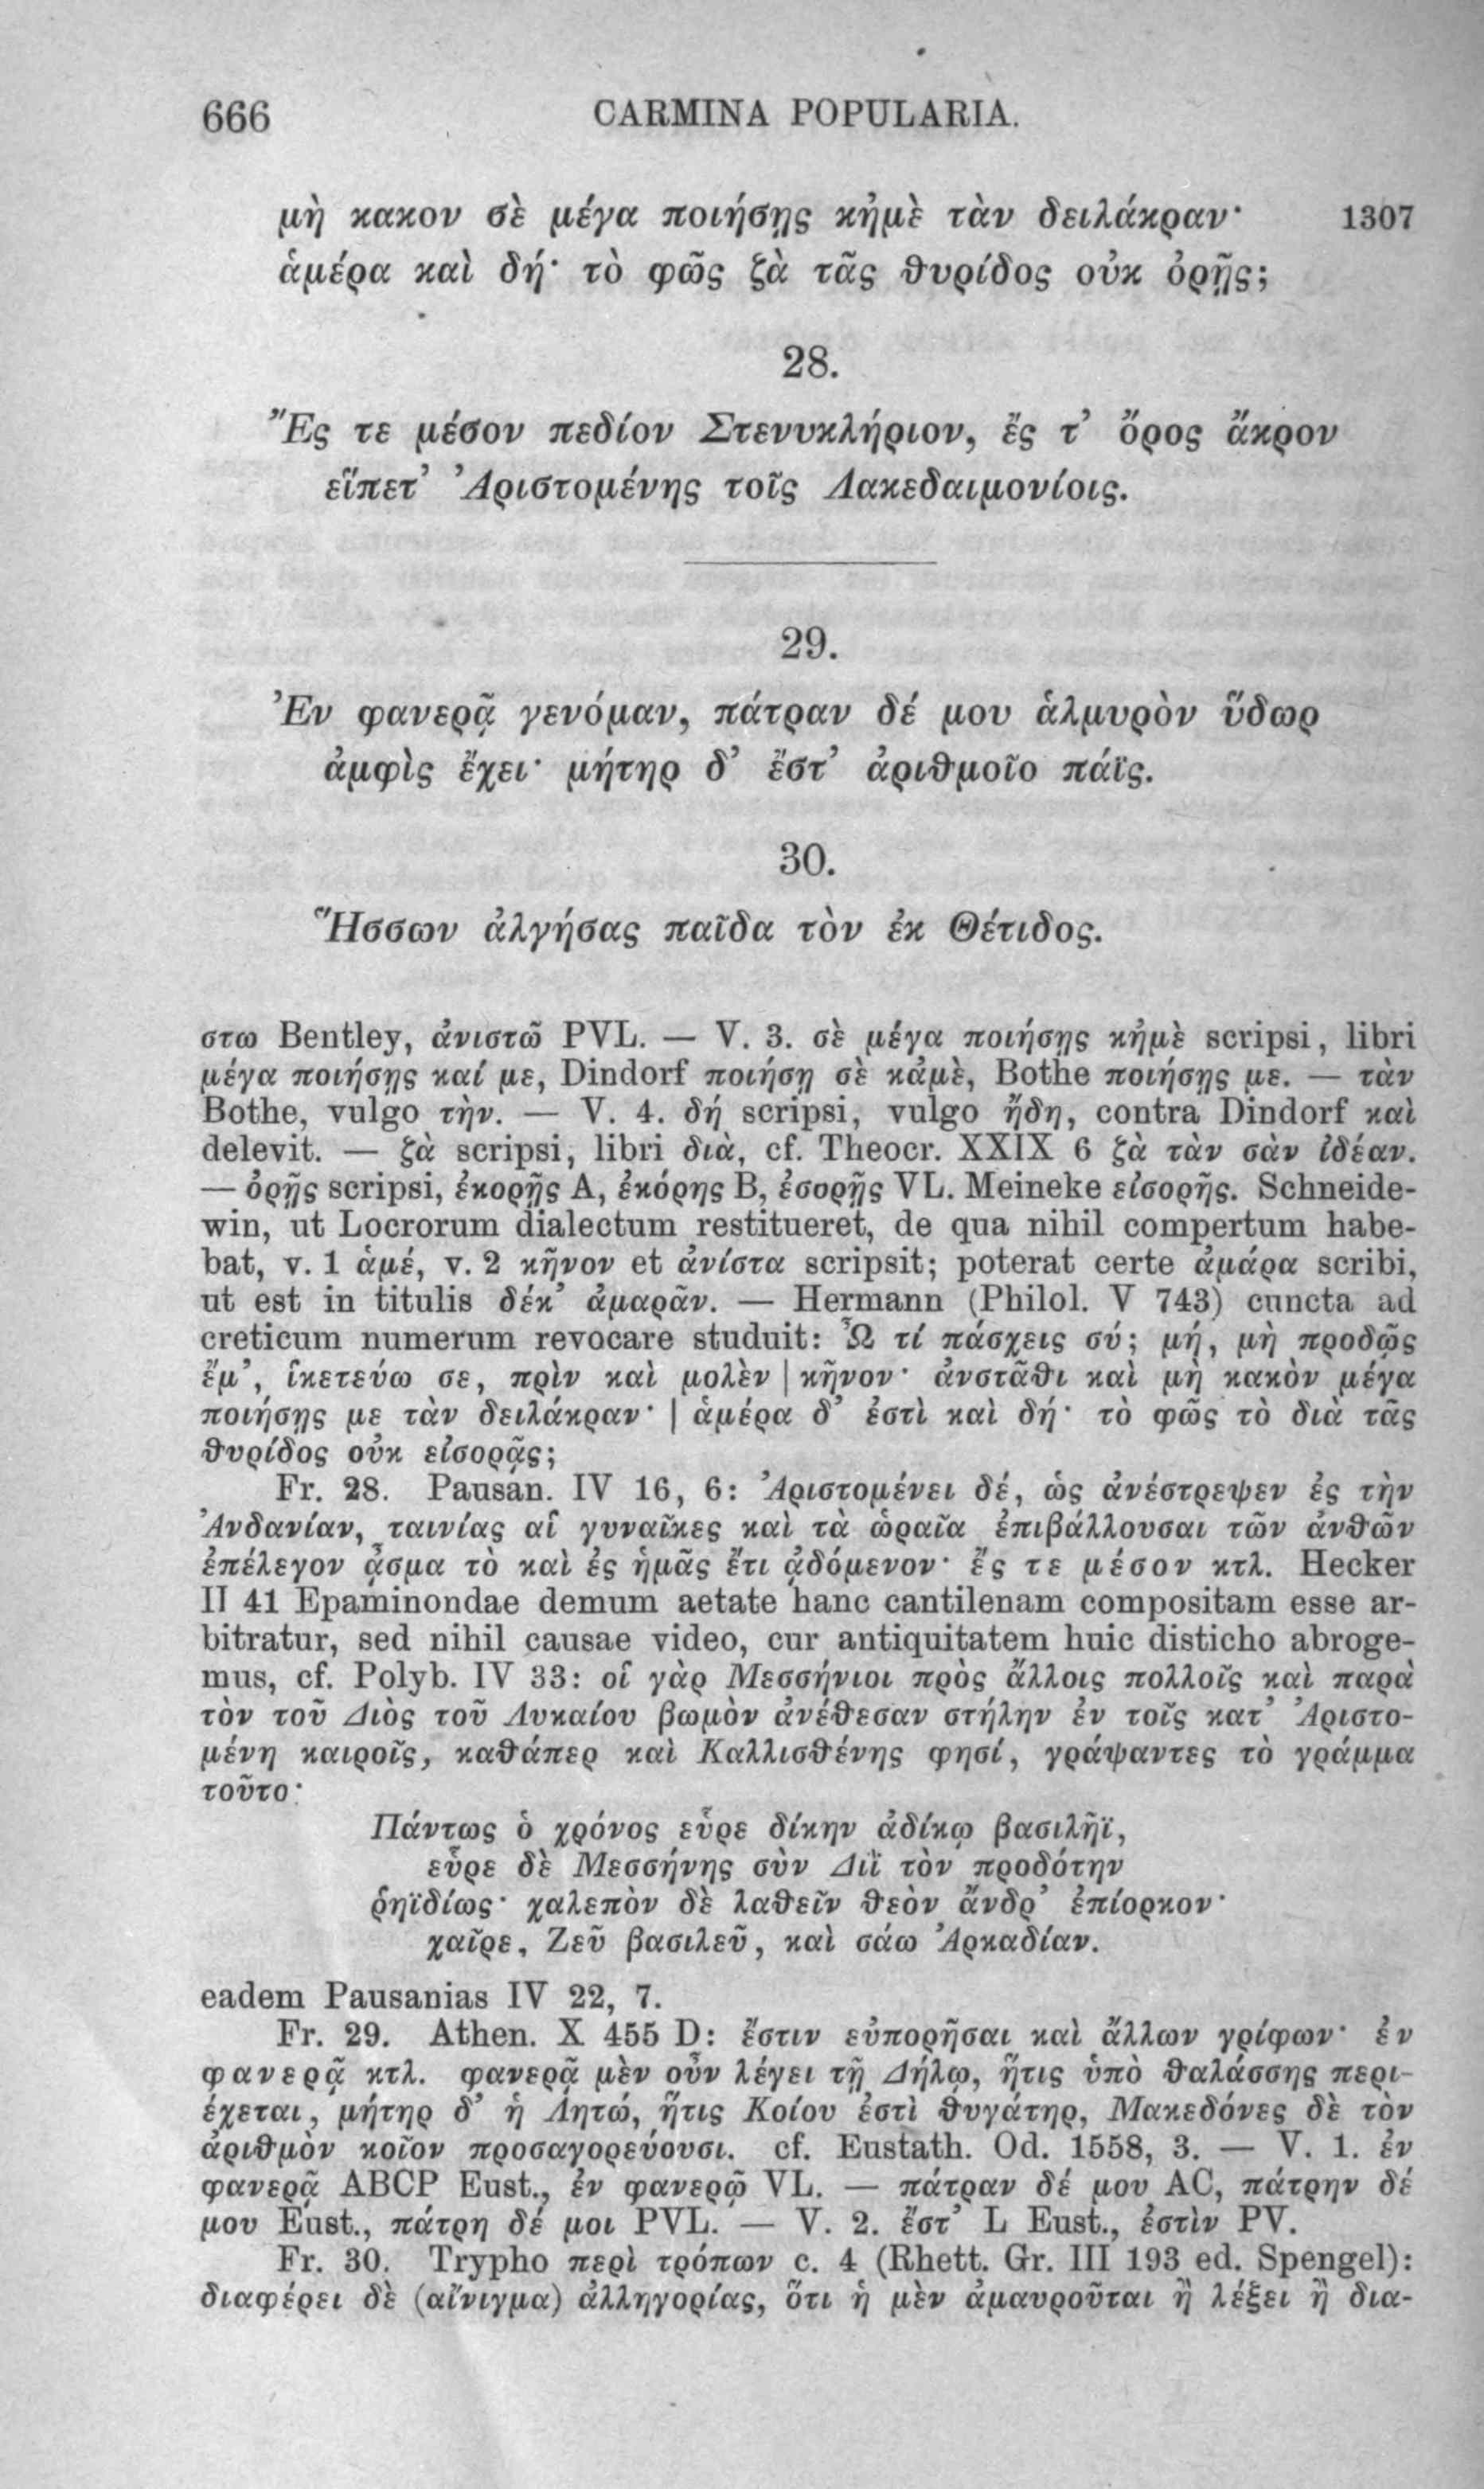 666 CARMINA POPULARIA.
μὴ κακον σὲ μέγα ποιήσῃς κἠμὲ τὰν δειλάκραν· 1307
ἁμέρα καὶ δή· τὸ φῶς ζὰ τᾶς θυρίδος οὐκ ὀρῇς;
28.
Ἔς τε μέσον πεδίον Στενυκλήριον, ἔς τ’ ὄρος ἄκρον
εἵπετ’ Ἀριστομένης τοῖς Λακεδαιμονίοις.
29.
Ἐν φανερᾷ γενόμαν, πάτραν δέ μου ἁλμυρὸν ὕδωρ
ἀμφὶς ἔχει· μήτηρ δ’ ἔστ’ ἀριθμοῖο πάϊς.
30.
Ἥσσων ἀλγήσας παῖδα τὸν ἐκ Θέτιδος.
στω Bentley, ἀνιστῶ PVL. — V. 3. σὲ μέγα ποιήσῃς κἠμὲ scripsi, libri
μέγα ποιήσῃς καί με, Dindorf ποιήσῃ σὲ κἀμὲ, Bothe ποιήσῃς με. — τὰν
Bothe, vulgo τὴν. — V. 4. δή scripsi, vulgo ἤδη, contra Dindorf καὶ
delevit. — ζὰ scripsi, libri διὰ, cf. Theocr. XXIX 6 ζὰ τὰν σὰν ἰδέαν.
— ὀρῇς scripsi, ἐκορῇς A, ἐκόρης B, ἐσορῇς VL. Meineke εἰσορῇς. Schneide-
win, ut Locrorum dialectum restitueret, de qua nihil compertum habe-
bat, v. 1 ἁμέ, v. 2 κῆνον et ἀνίστα scripsit; poterat certe ἀμάρα scribi,
ut est in titulis δέκ’ ἀμαρᾶν. — Hermann (Philol. V 743) cuncta ad
creticum numerum revocare studuit: Ὦ τί πάσχεις σύ; μή, μὴ προδῷς
ἔμ’, ἱκετεύω σε, πρὶν καὶ μολὲν | κῆνον· ἀνστᾶθι καὶ μὴ κακὸν μέγα
ποιήσῃς με τὰν δειλάκραν· | ἁμέρα δ’ ἐστὶ καὶ δή· τὸ φῶς τὸ διὰ τᾶς
θυρίδος οὐκ εἰσορᾷς;
Fr. 28. Pausan. IV 16, 6: Ἀριστομένει δέ, ὡς ἀνέστρεψεν ἐς τὴν
Ἀνδανίαν, ταινίας αἱ γυναῖκες καὶ τὰ ὡραῖα ἐπιβάλλουσαι τῶν ἀνθῶν
ἐπέλεγον ᾆσμα τὸ καὶ ἐς ἡμᾶς ἔτι ᾀδόμενον· ἔς τε μέσον κτλ. Hecker
II 41 Epaminondae demum aetate hanc cantilenam compositam esse ar-
bitratur, sed nihil causae video, cur antiquitatem huic disticho abroge-
mus, cf. Polyb. IV 33: οἱ γὰρ Μεσσήνιοι πρὸς ἄλλοις πολλοῖς καὶ παρὰ
τὸν τοῦ Διὸς τοῦ Λυκαίου βωμὸν ἀνέθεσαν στήλην ἐν τοῖς κατ’ Ἀριστο-
μένη καιροῖς, καθάπερ καὶ Καλλισθένης φησί, γράψαντες τὸ γράμμα
τοῦτο·
Πάντως ὁ χρόνος εὗρε δίκην ἀδίκῳ βασιλῆϊ,
εὗρε δὲ Μεσσήνης σὺν Διῒ τὸν προδότην
ῥηϊδίως· χαλεπὸν δὲ λαθεῖν θεὸν ἄνδρ’ ἐπίορκον·
χαῖρε, Ζεῦ βασιλεῦ, καὶ σάω Ἀρκαδίαν.
eadem Pausanias IV 22, 7.
Fr. 29. Athen. X 455 D: ἔστιν εὐπορῆσαι καὶ ἄλλων γρίφων· ἐν
φανερᾷ κτλ. φανερᾷ μὲν οὖν λέγει τῇ Δήλῳ, ἥτις ὑπὸ θαλάσσης περι-
έχεται, μήτηρ δ’ ἡ Λητώ, ἥτις Κοίου ἐστὶ θυγάτηρ, Μακεδόνες δὲ τὸν
ἀριθμὸν κοῖον προσαγορεύουσι. cf. Eustath. Od. 1558, 3. — V. 1. ἐν
φανερᾷ ABCP Eust., ἐν φανερῷ VL. — πάτραν δέ μου AC, πάτρην δέ
μου Eust., πάτρη δέ μοι PVL. — V. 2. ἔστ’ L Eust., ἐστὶν PV.
Fr. 30. Trypho περὶ τρόπων c. 4 (Rhett. Gr. III 193 ed. Spengel):
διαφέρει δὲ (αἴνιγμα) ἀλληγορίας, ὅτι ἡ μὲν ἀμαυροῦται ἢ λέξει ἢ δια-